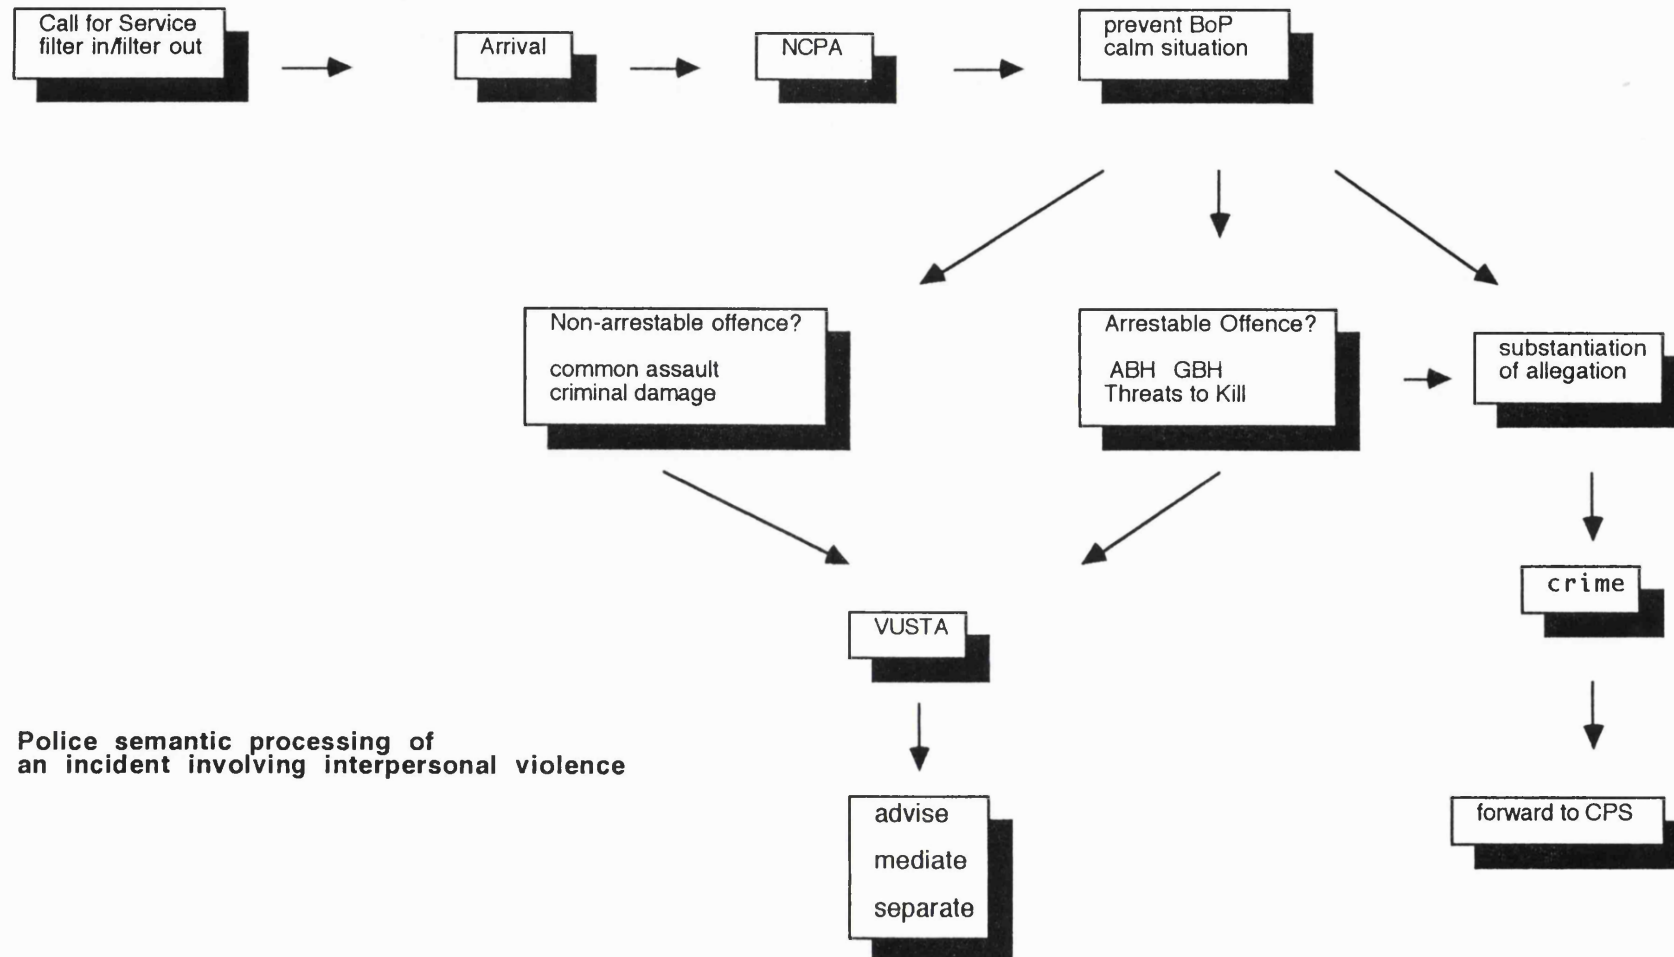 Call for Service
filter in/filter out
Arrival
NCPA
prevent BoP
calm situation
Non-arrestable offence?
common assault
criminal damage
Arrestable Offence?
ABH GBH
Threats to Kill
substantiation
of allegation
crime
VUSTA
Police semantic processing of
an incident involving interpersonal violence
advise
mediate
separate
forward to CPS